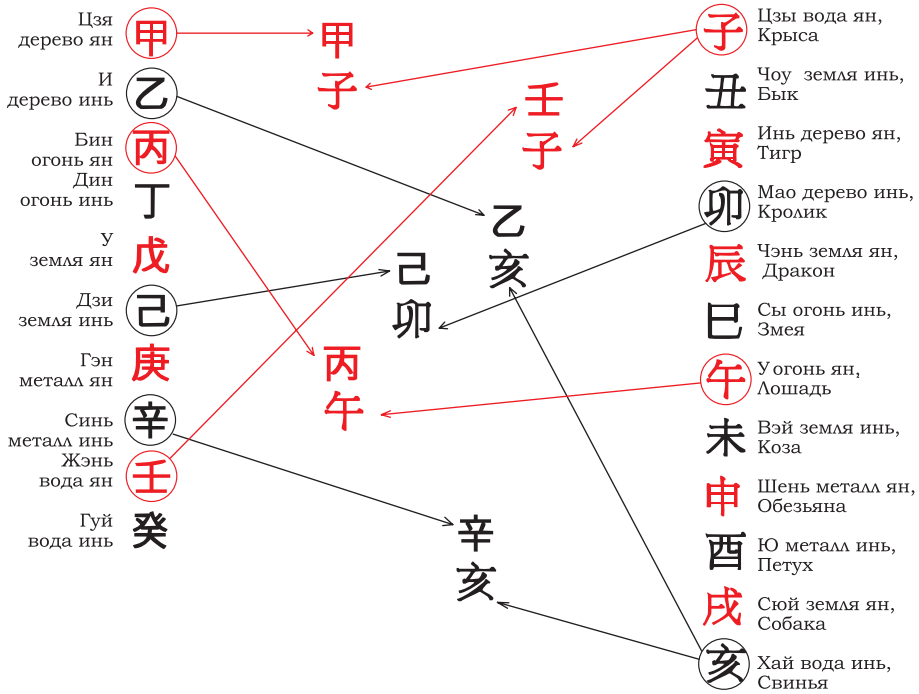 Цзя
дерево ян
甲
И
дерево инь
乙
Бин
огонь ян
丙
Дин
огонь инь
丁
У
земля ян
戊
Дзи
земля инь
己
Гэн
металл ян
庚
Синь
металл инь
辛
Жэнь
вода ян
壬
Гуй
вода инь
癸
甲
子
壬
子
乙
亥
己
卯
丙
午
辛
亥
子
Цзы вода ян,
Крыса
丑
Чоу земля инь,
Бык
寅
Инь дерево ян,
Тигр
卯
Мао дерево инь,
Кролик
辰
Чэнь земля ян,
Дракон
巳
Сы огонь инь,
Змея
午
У огонь ян,
Лошадь
未
Вэй земля инь,
Коза
申
Шень металл ян,
Обезьяна
酉
Ю металл инь,
Петух
戌
Сюй земля ян,
Собака
亥
Хай вода инь,
Свинья